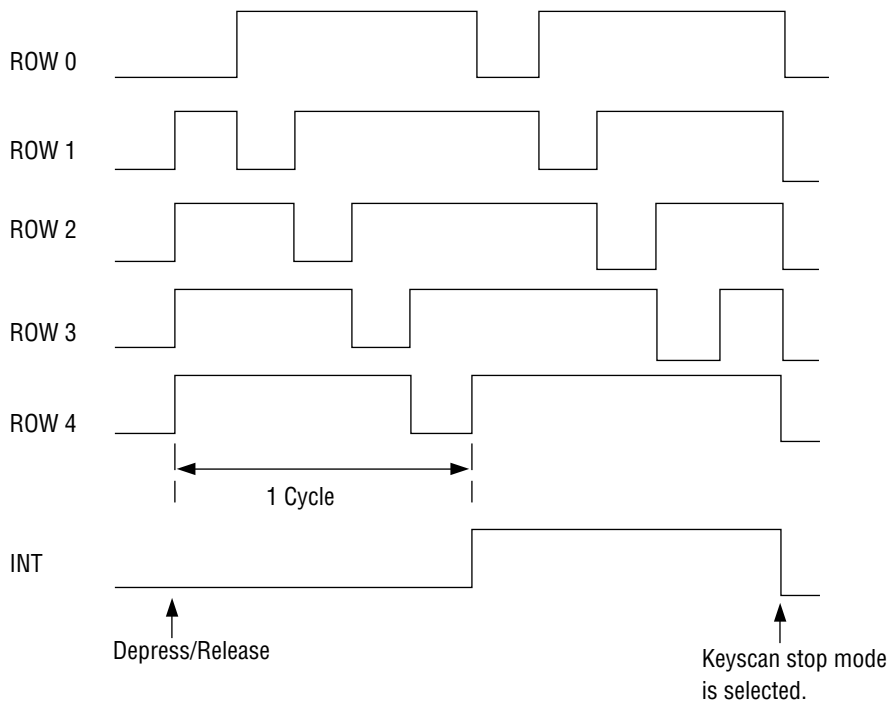 ROW 0
ROW 1
ROW 2
ROW 3
ROW 4
1 Cycle
INT
Depress/Release
Keyscan stop mode
is selected.